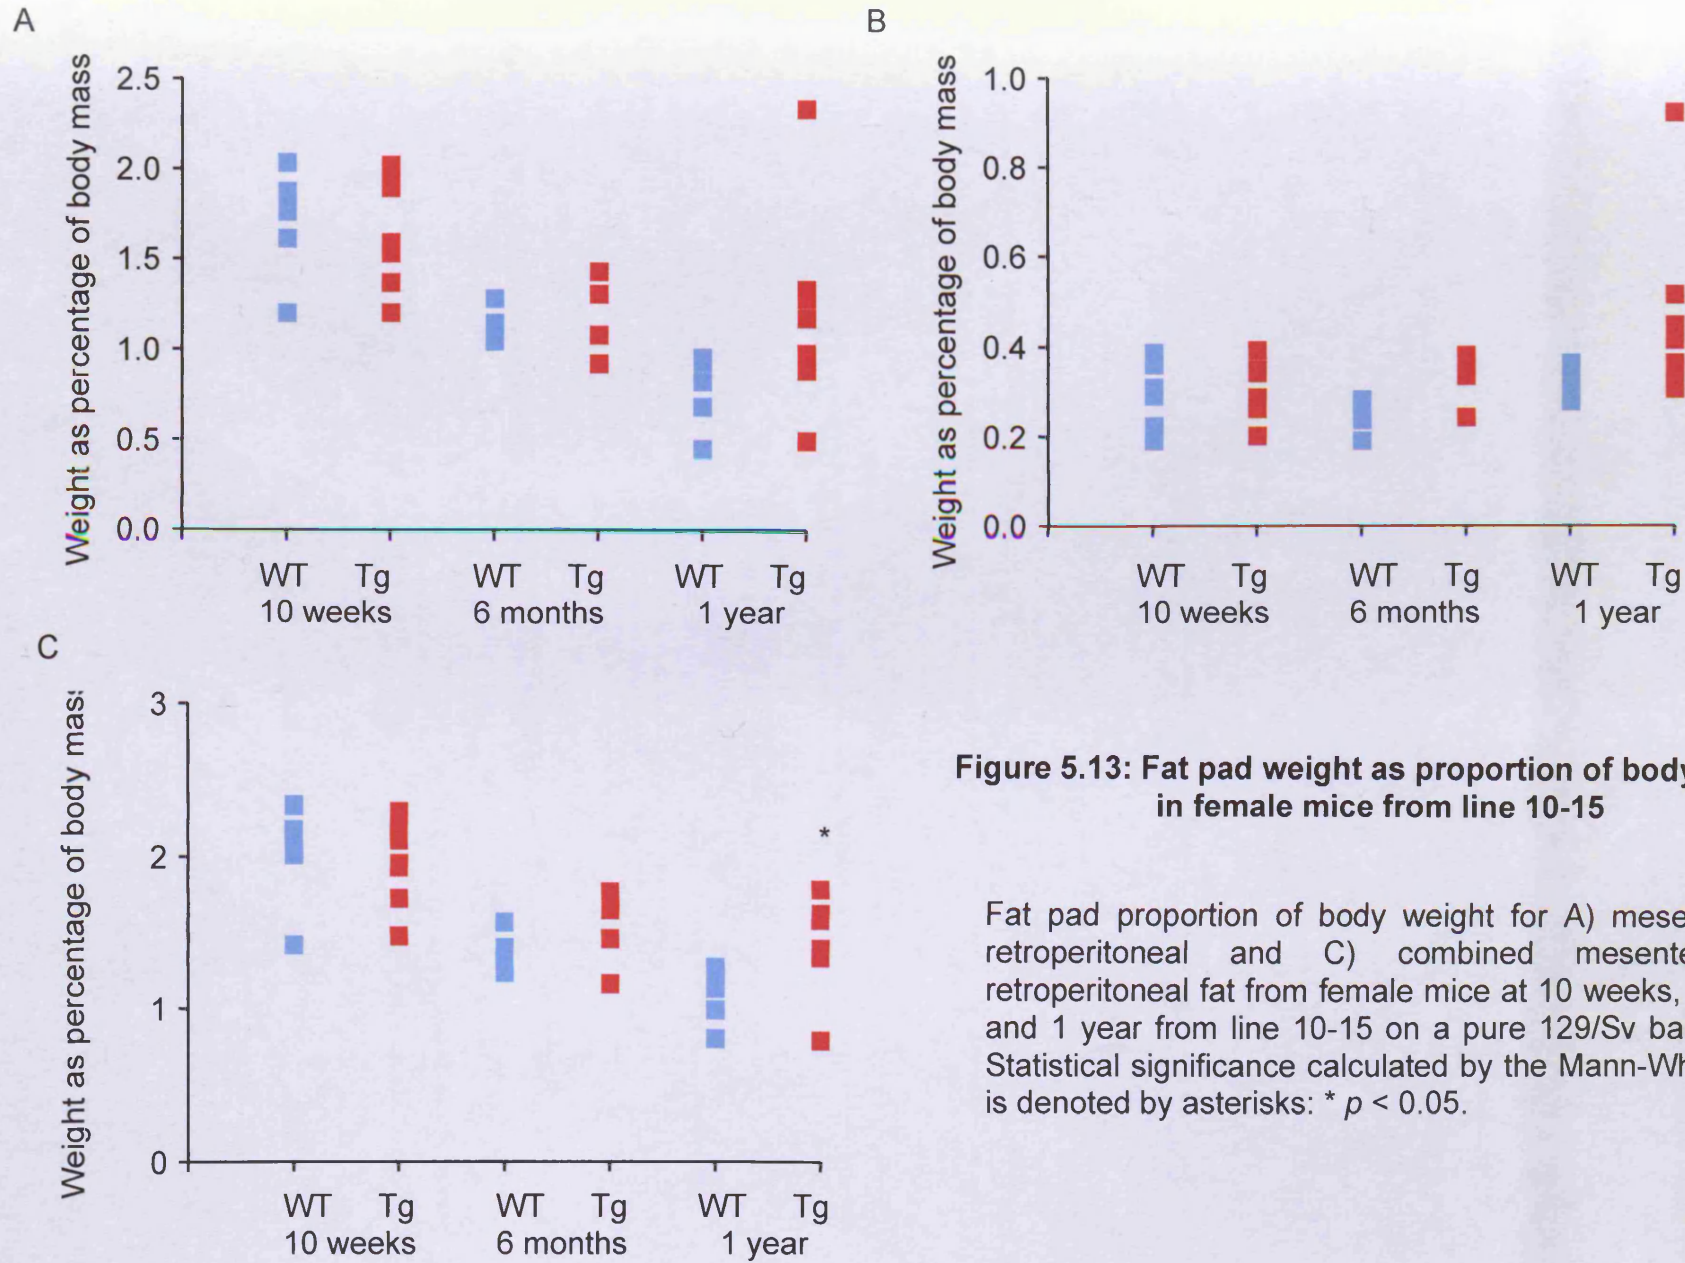 A
Weight as percentage of body mass
2.5
2.0
1.5
1.0
0.5
0.0
WT Tg WT Tg WT Tg
10 weeks 6 months 1 year
B
Weight as percentage of body mass
1.0
0.8
0.6
0.4
0.2
0.0
WT Tg WT Tg WT Tg
10 weeks 6 months 1 year
C
Weight as percentage of body mas
3
2
1
0
*
WT Tg WT Tg WT Tg
10 weeks 6 months 1 year
Figure 5.13: Fat pad weight as proportion of body
in female mice from line 10-15
Fat pad proportion of body weight for A) mese
retroperitoneal and C) combined mesente
retroperitoneal fat from female mice at 10 weeks,
and 1 year from line 10-15 on a pure 129/Sv ba
Statistical significance calculated by the Mann-Wh
is denoted by asterisks: * p < 0.05.